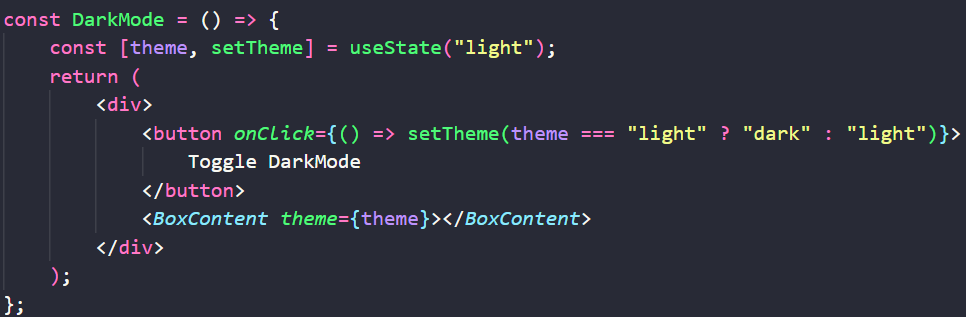 const DarkMode = () => {
    const [theme, setTheme] = useState("light");
    return (
        <div>
            <button onClick={() => setTheme(theme === "light" ? "dark" : "light")}>
                Toggle DarkMode
            </button>
            <BoxContent theme={theme}></BoxContent>
        </div>
    );
};